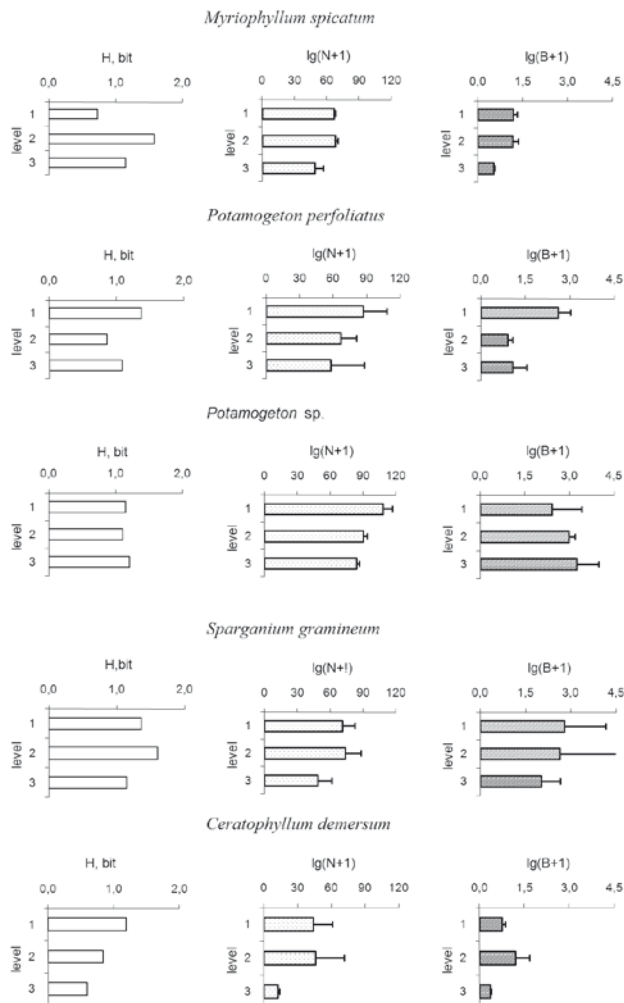 Myriophyllum spicatum
H, bit lg(N+1) lg(B+1)
0,0 1,0 2,0 0 30 60 90 120 0,0 1,5 3,0 4,5
level 1 2 3 level 1 2 3 level 1 2 3
Potamogeton perfoliatus
H, bit lg(N+1) lg(B+1)
0,0 1,0 2,0 0 30 60 90 120 0,0 1,5 3,0 4,5
level 1 2 3 level 1 2 3 level 1 2 3
Potamogeton sp.
H, bit lg(N+1) lg(B+1)
0,0 1,0 2,0 0 30 60 90 120 0,0 1,5 3,0 4,5
level 1 2 3 level 1 2 3 level 1 2 3
Sparganium gramineum
H,bit lg(N+!) lg(B+1)
0,0 1,0 2,0 0 30 60 90 120 0,0 1,5 3,0 4,5
level 1 2 3 level 1 2 3 level 1 2 3
Ceratophyllum demersum
H, bit lg(N+1) lg(B+1)
0,0 1,0 2,0 0 30 60 90 120 0,0 1,5 3,0 4,5
level 1 2 3 level 1 2 3 level 1 2 3